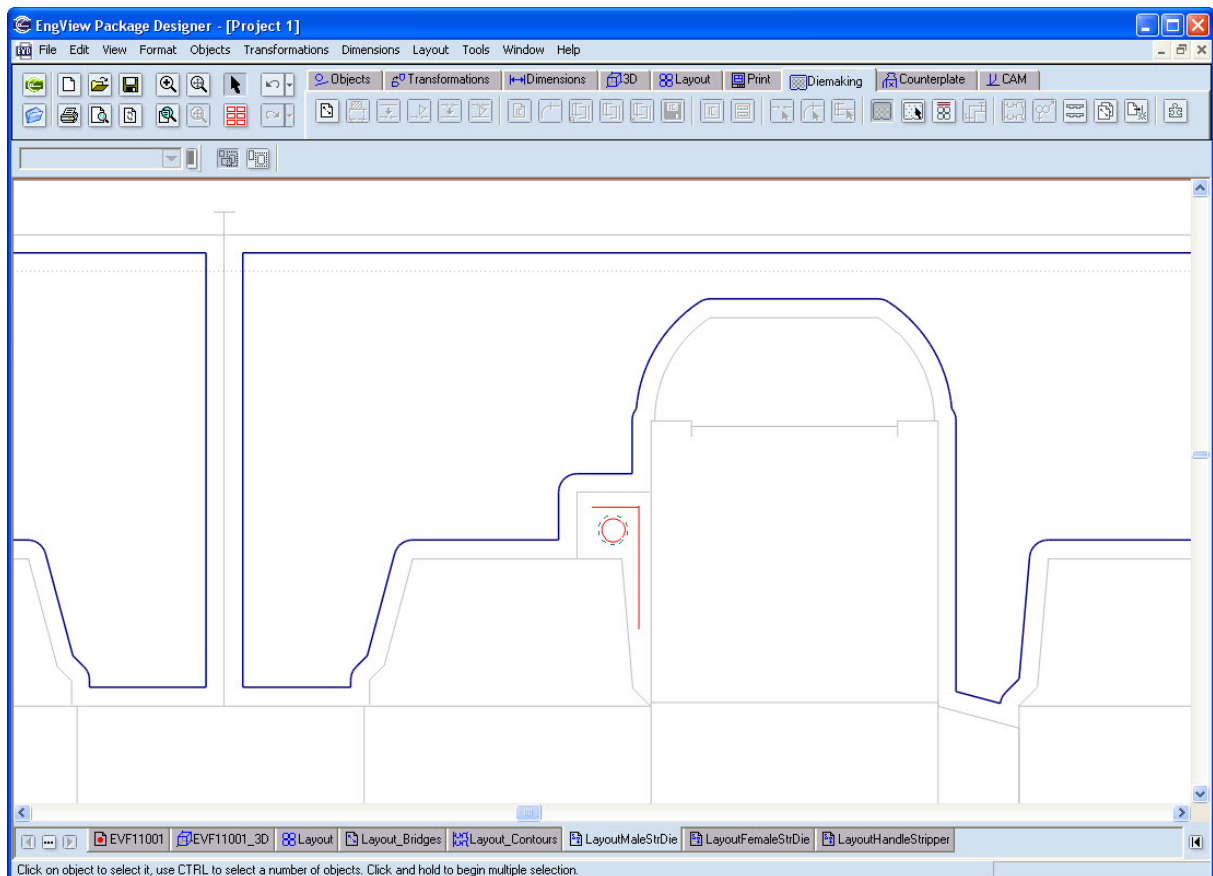 EngView Package Designer - [Project 1]
File Edit View Format Objects Transformations Dimensions Layout Tools Window Help
Objects Transformations Dimensions 3D Layout Print Diemaking Counterplate CAM
EVF11001 EVF11001_3D Layout Layout_Bridges Layout_Contours LayoutMaleStrDie LayoutFemaleStrDie LayoutHandleStripper
Click on object to select it, use CTRL to select a number of objects. Click and hold to begin multiple selection.